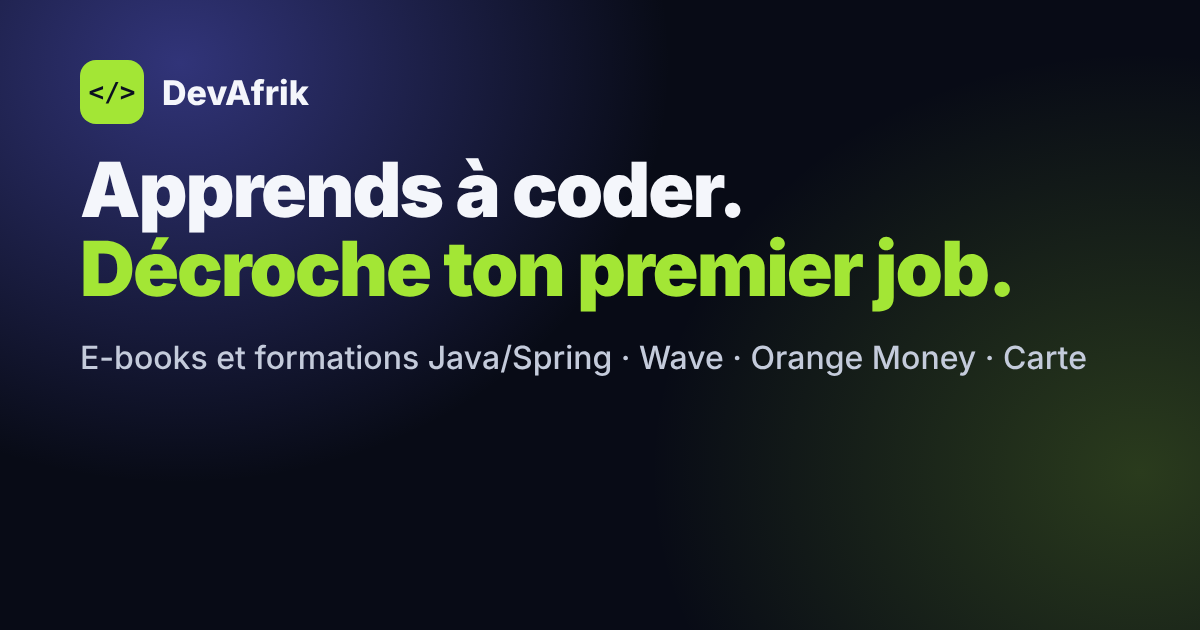 </> DevAfrik
Apprends à coder.
Décroche ton premier job.
E-books et formations Java/Spring · Wave · Orange Money · Carte